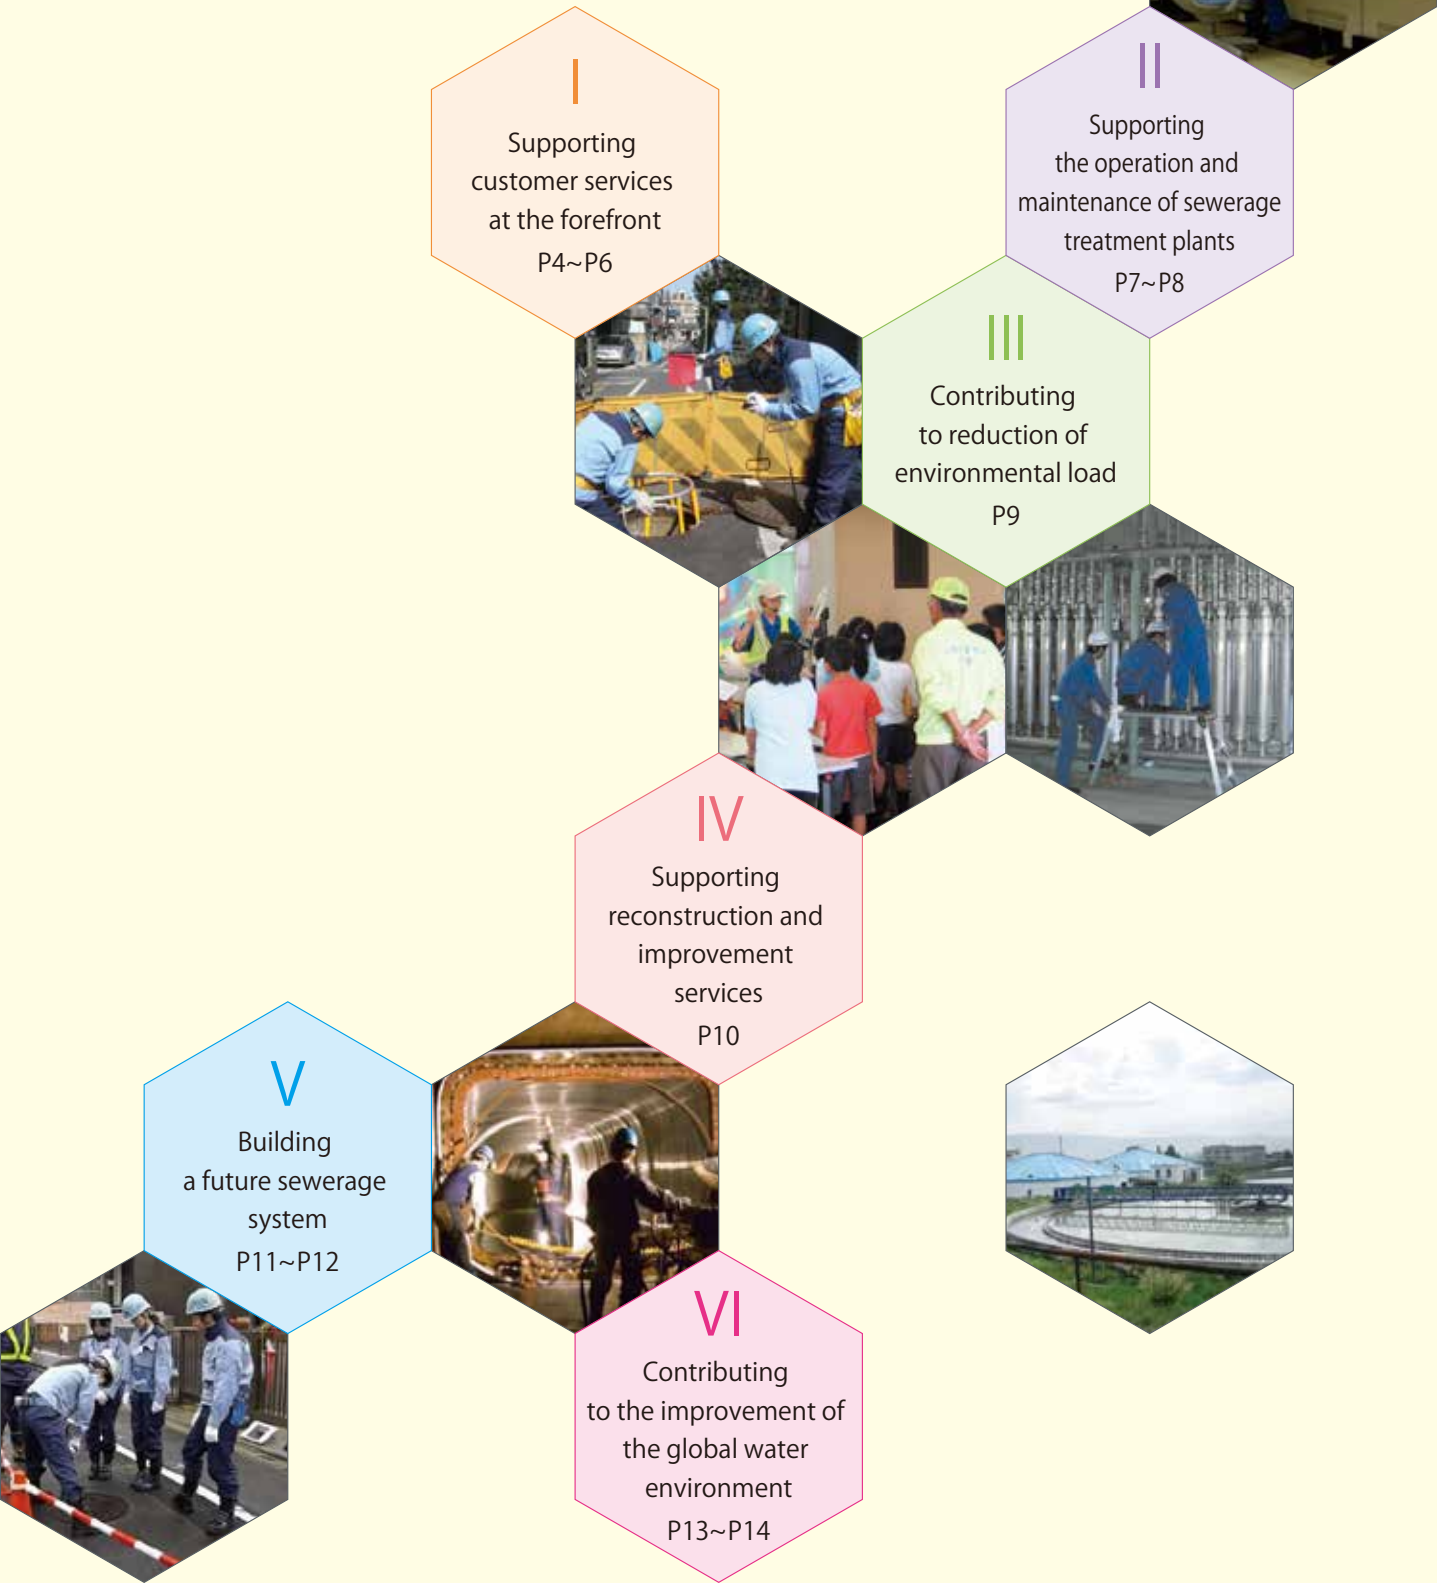 I
Supporting
customer services
at the forefront
P4~P6
II
Supporting
the operation and
maintenance of sewerage
treatment plants
P7~P8
III
Contributing
to reduction of
environmental load
P9
IV
Supporting
reconstruction and
improvement
services
P10
V
Building
a future sewerage
system
P11~P12
VI
Contributing
to the improvement of
the global water
environment
P13~P14